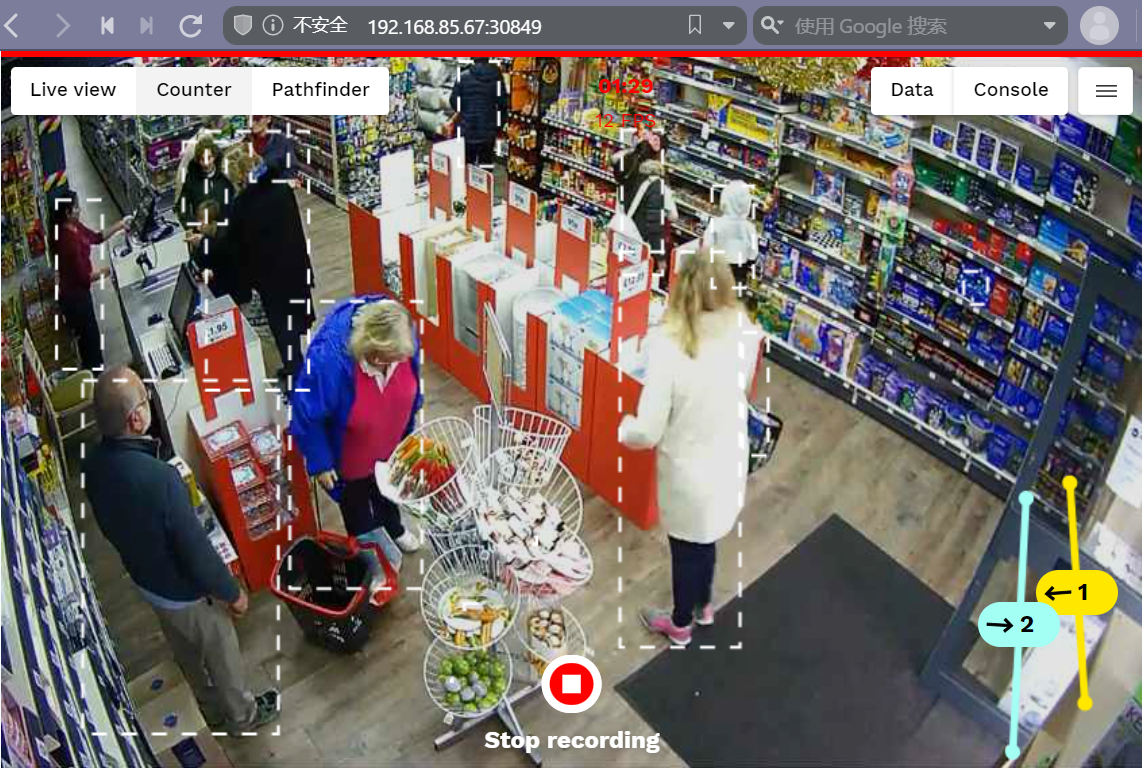 不安全 192.168.85.67:30849
使用 Google 搜索
Live view
Counter
Pathfinder
01:29
12 FPS
Data
Console
£1.95
← 1
→ 2
Stop recording